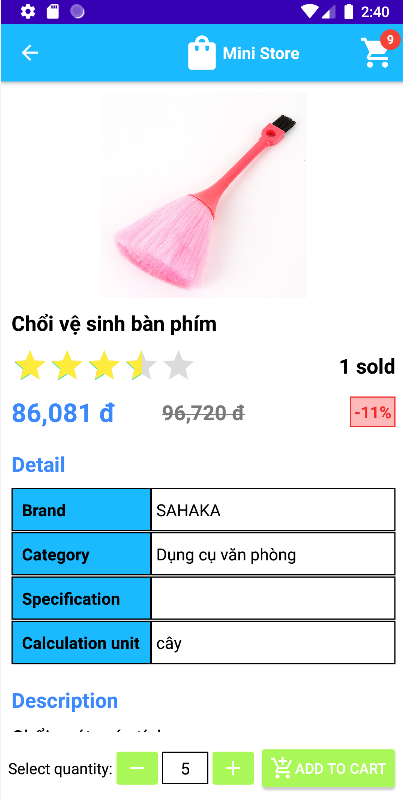 2:40
Mini Store
9
Chổi vệ sinh bàn phím
1 sold
86,081 đ 96,720 đ -11%
Detail
Brand SAHAKA
Category Dụng cụ văn phòng
Specification
Calculation unit cây
Description
Select quantity: 5 ADD TO CART